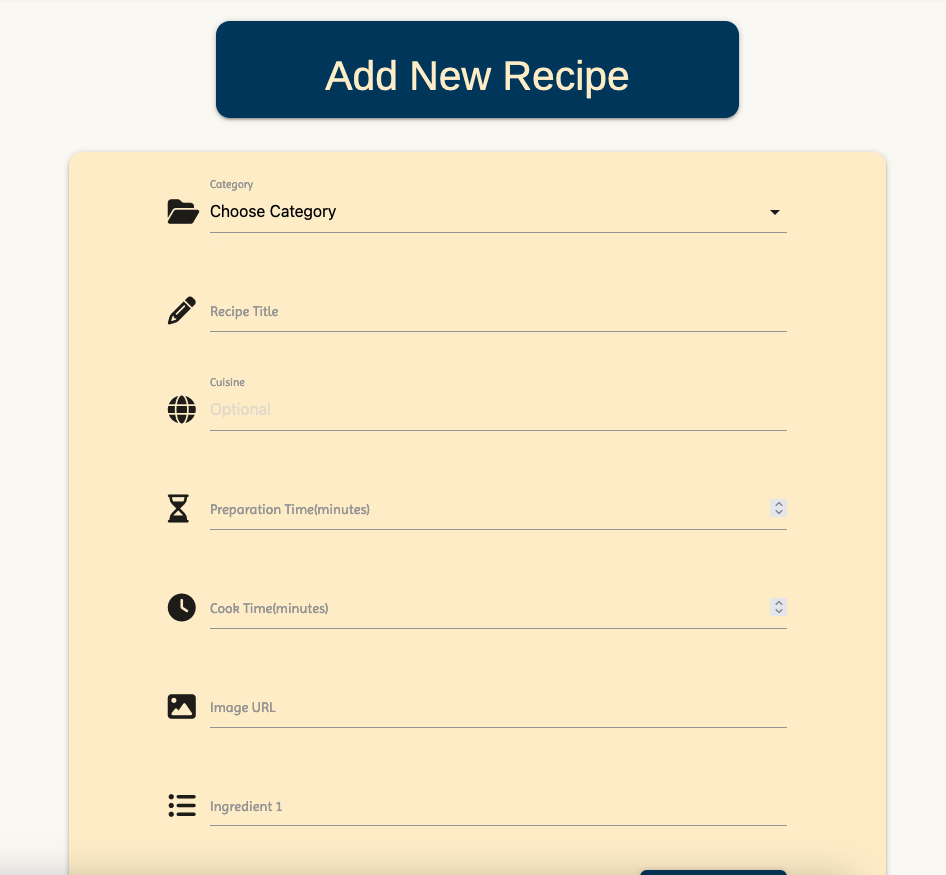 Add New Recipe
Category
Choose Category
Recipe Title
Cuisine
Optional
Preparation Time(minutes)
Cook Time(minutes)
Image URL
Ingredient 1